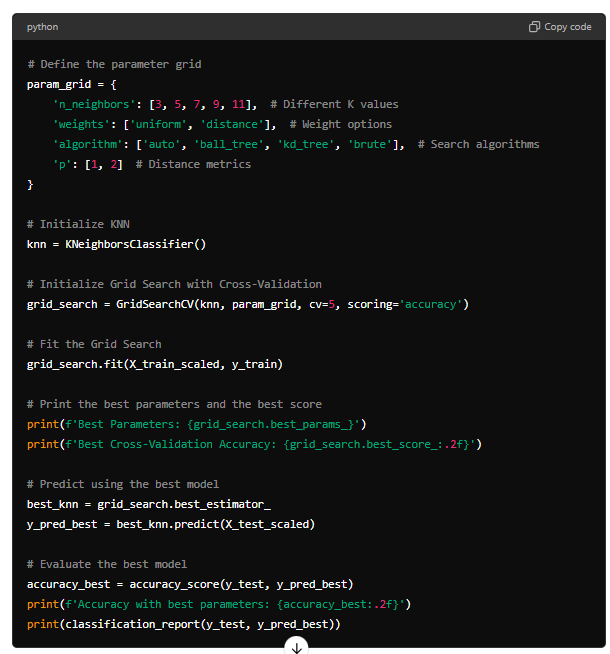 python
Copy code
# Define the parameter grid
param_grid = {
    'n_neighbors': [3, 5, 7, 9, 11],  # Different K values
    'weights': ['uniform', 'distance'],  # Weight options
    'algorithm': ['auto', 'ball_tree', 'kd_tree', 'brute'],  # Search algorithms
    'p': [1, 2]  # Distance metrics
}
# Initialize KNN
knn = KNeighborsClassifier()
# Initialize Grid Search with Cross-Validation
grid_search = GridSearchCV(knn, param_grid, cv=5, scoring='accuracy')
# Fit the Grid Search
grid_search.fit(X_train_scaled, y_train)
# Print the best parameters and the best score
print(f'Best Parameters: {grid_search.best_params_}')
print(f'Best Cross-Validation Accuracy: {grid_search.best_score_:.2f}')
# Predict using the best model
best_knn = grid_search.best_estimator_
y_pred_best = best_knn.predict(X_test_scaled)
# Evaluate the best model
accuracy_best = accuracy_score(y_test, y_pred_best)
print(f'Accuracy with best parameters: {accuracy_best:.2f}')
print(classification_report(y_test, y_pred_best))